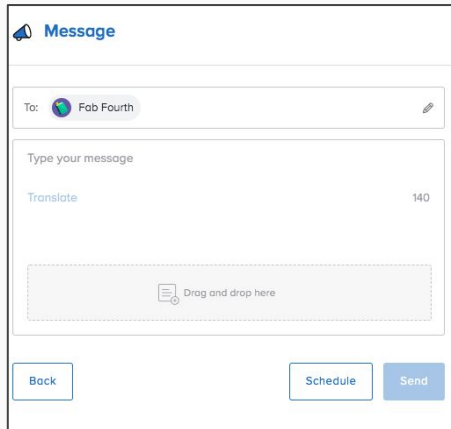 Message
To: Fab Fourth
Type your message
Translate 140
Drag and drop here
Back Schedule Send